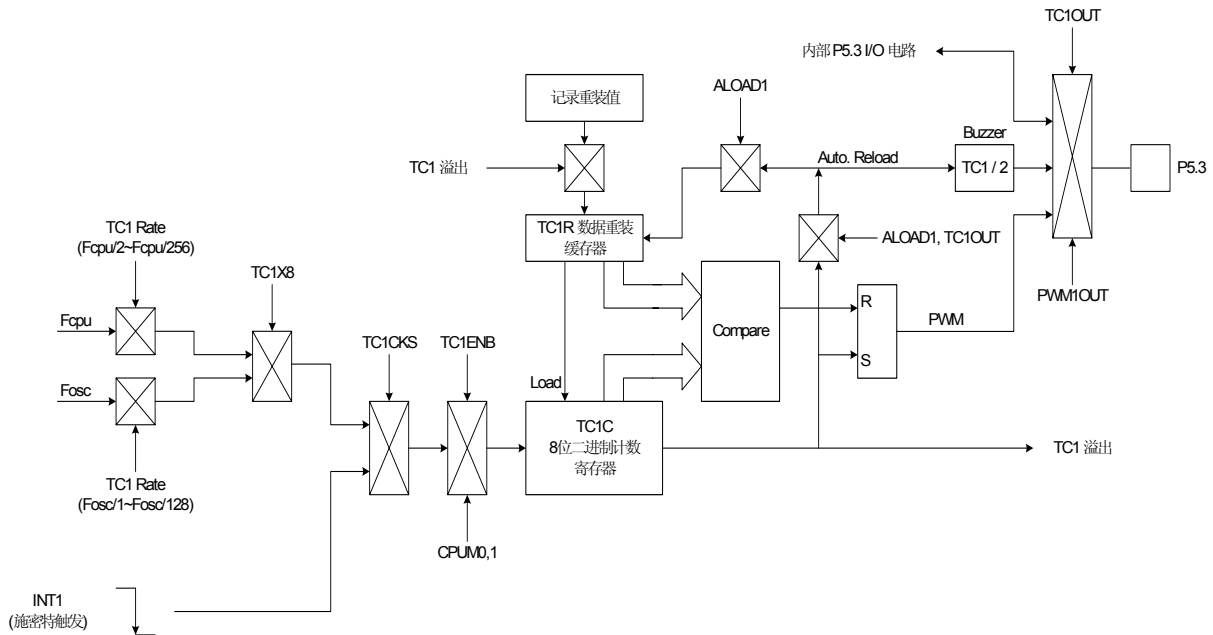 TC1OUT
内部 P5.3 I/O 电路
记录重装值
ALOAD1
Buzzer
TC1 溢出
Auto. Reload
TC1 / 2
P5.3
TC1 Rate
(Fcpu/2~Fcpu/256)
TC1R 数据重装
缓存器
ALOAD1, TC1OUT
TC1X8
PWM1OUT
Fcpu
R
Compare
PWM
TC1CKS
TC1ENB
S
Fosc
Load
TC1C
8位二进制计数
寄存器
TC1 溢出
TC1 Rate
(Fosc/1~Fosc/128)
CPUM0,1
INT1
(施密特触发)